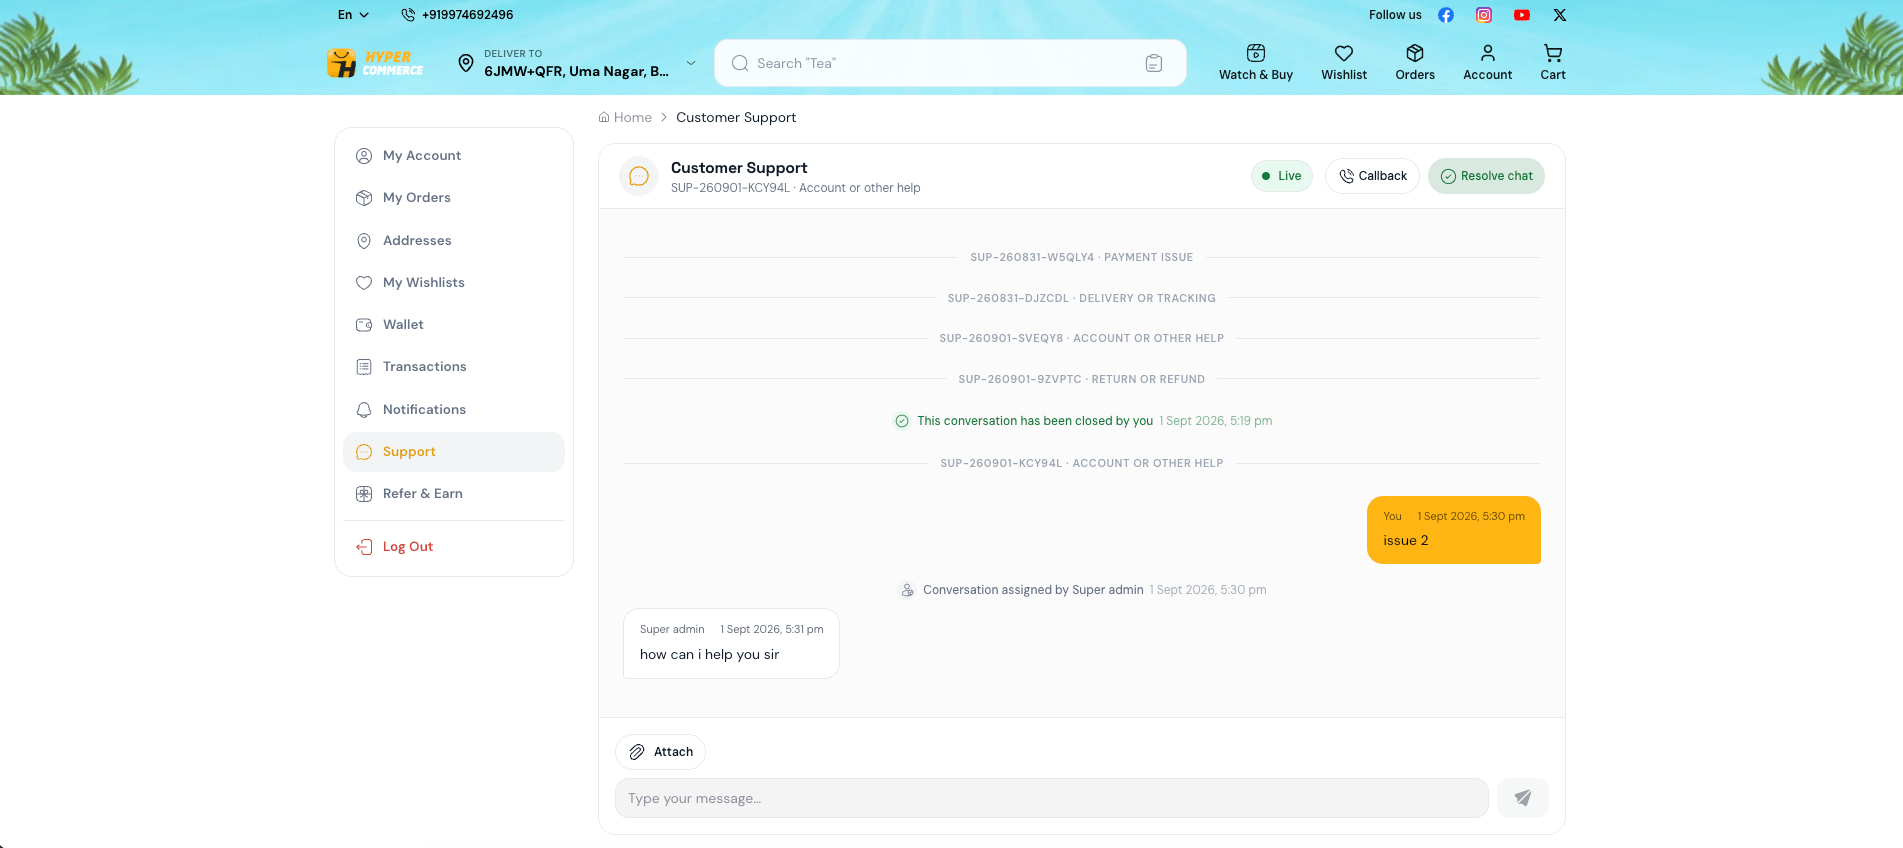 En
+919974692496
Follow us
HYPER
COMMERCE
DELIVER TO
6JMW+QFR, Uma Nagar, B...
Search "Tea"
Watch & Buy
Wishlist
Orders
Account
Cart
Home > Customer Support
My Account
My Orders
Addresses
My Wishlists
Wallet
Transactions
Notifications
Support
Refer & Earn
Log Out
Customer Support
SUP-260901-KCY94L · Account or other help
Live
Callback
Resolve chat
SUP-260831-W5QLY4 · PAYMENT ISSUE
SUP-260831-DJZCDL · DELIVERY OR TRACKING
SUP-260901-SVEQY8 · ACCOUNT OR OTHER HELP
SUP-260901-9ZVPTC · RETURN OR REFUND
This conversation has been closed by you 1 Sept 2026, 5:19 pm
SUP-260901-KCY94L · ACCOUNT OR OTHER HELP
You 1 Sept 2026, 5:30 pm
issue 2
Conversation assigned by Super admin 1 Sept 2026, 5:30 pm
Super admin 1 Sept 2026, 5:31 pm
how can i help you sir
Attach
Type your message...